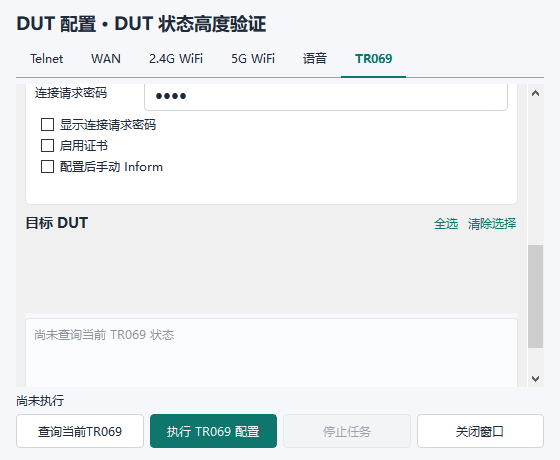 DUT 配置 · DUT 状态高度验证
Telnet WAN 2.4G WiFi 5G WiFi 语音 TR069
连接请求密码 ●●●●
显示连接请求密码
启用证书
配置后手动 Inform
目标 DUT 全选 清除选择
尚未查询当前 TR069 状态
尚未执行
查询当前TR069 执行 TR069 配置 停止任务 关闭窗口